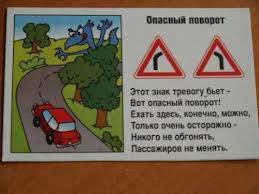 Опасный поворот
Этот знак тревогу бьет -
Вот опасный поворот!
Ехать здесь, конечно, можно,
Только очень осторожно -
Никого не обгонять,
Пассажиров не менять.